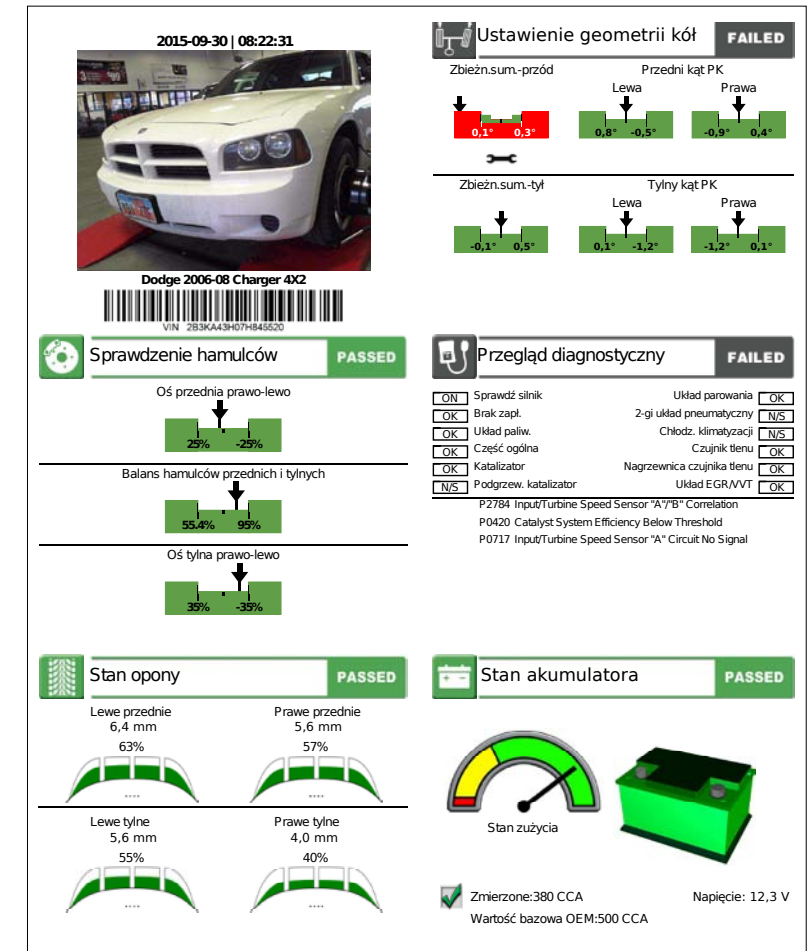 2015-09-30 | 08:22:31
Dodge 2006-08 Charger 4X2
VIN 2B3KA43H07H845520
Ustawienie geometrii kół FAILED
Zbieżn.sum.-przód Przedni kąt PK
Lewa Prawa
0,1° 0,3° 0,8° -0,5° -0,9° 0,4°
Zbieżn.sum.-tył Tylny kąt PK
Lewa Prawa
-0,1° 0,5° 0,1° -1,2° -1,2° 0,1°
Sprawdzenie hamulców PASSED
Oś przednia prawo-lewo
25% -25%
Balans hamulców przednich i tylnych
55.4% 95%
Oś tylna prawo-lewo
35% -35%
Przegląd diagnostyczny FAILED
ON Sprawdź silnik Układ parowania OK
OK Brak zapł. 2-gi układ pneumatyczny N/S
OK Układ paliw. Chłodz. klimatyzacji N/S
OK Część ogólna Czujnik tlenu OK
OK Katalizator Nagrzewnica czujnika tlenu OK
N/S Podgrzew. katalizator Układ EGR/VVT OK
P2784 Input/Turbine Speed Sensor "A"/"B" Correlation
P0420 Catalyst System Efficiency Below Threshold
P0717 Input/Turbine Speed Sensor "A" Circuit No Signal
Stan opony PASSED
Lewe przednie Prawe przednie
6,4 mm 5,6 mm
63% 57%
Lewe tylne Prawe tylne
5,6 mm 4,0 mm
55% 40%
Stan akumulatora PASSED
Stan zużycia
Zmierzone:380 CCA Napięcie: 12,3 V
Wartość bazowa OEM:500 CCA